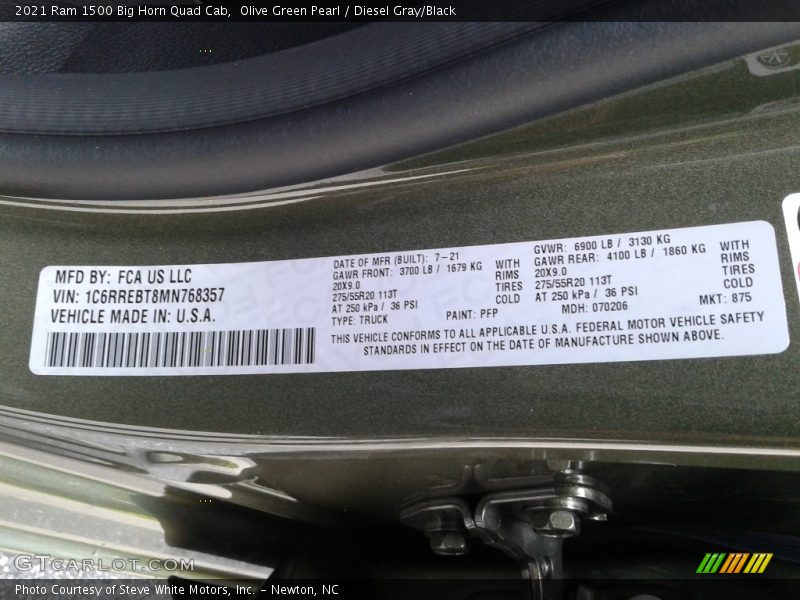 2021 Ram 1500 Big Horn Quad Cab,  Olive Green Pearl / Diesel Gray/Black
MFD BY: FCA US LLC
VIN: 1C6RREBT8MN768357
VEHICLE MADE IN: U.S.A.
DATE OF MFR (BUILT): 7-21
GAWR FRONT: 3700 LB / 1679 KG WITH
20X9.0 RIMS
275/55R20 113T TIRES
AT 250 kPa / 36 PSI COLD
TYPE: TRUCK PAINT: PFP
GVWR: 6900 LB / 3130 KG
GAWR REAR: 4100 LB / 1860 KG WITH
20X9.0 RIMS
275/55R20 113T TIRES
AT 250 kPa / 36 PSI COLD
MDH: 070206 MKT: 875
THIS VEHICLE CONFORMS TO ALL APPLICABLE U.S.A. FEDERAL MOTOR VEHICLE SAFETY
STANDARDS IN EFFECT ON THE DATE OF MANUFACTURE SHOWN ABOVE.
GTCarLot.com
Photo Courtesy of Steve White Motors, Inc. – Newton, NC